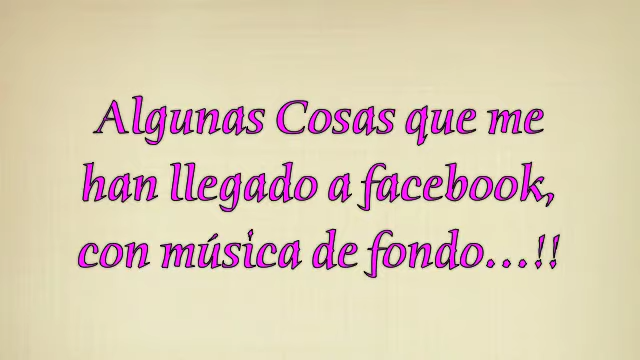 Algunas Cosas que me
han llegado a facebook,
con música de fondo...!!